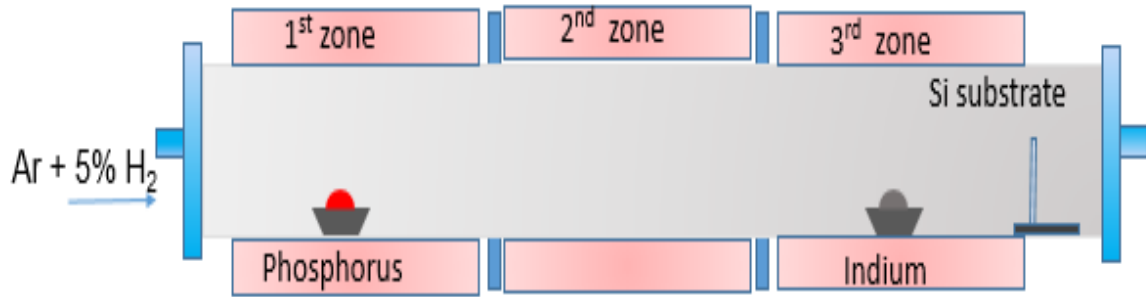 1st zone
2nd zone
3rd zone
Si substrate
Ar + 5% H2
Phosphorus
Indium